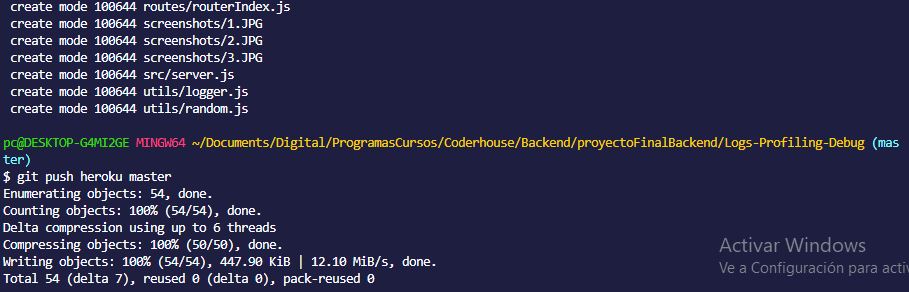 create mode 100644 routes/routerIndex.js
create mode 100644 screenshots/1.JPG
create mode 100644 screenshots/2.JPG
create mode 100644 screenshots/3.JPG
create mode 100644 src/server.js
create mode 100644 utils/logger.js
create mode 100644 utils/random.js
pc@DESKTOP-G4MI2GE MINGW64 ~/Documents/Digital/ProgramasCursos/Coderhouse/Backend/proyectoFinalBackend/Logs-Profiling-Debug (mas
ter)
$ git push heroku master
Enumerating objects: 54, done.
Counting objects: 100% (54/54), done.
Delta compression using up to 6 threads
Compressing objects: 100% (50/50), done.
Writing objects: 100% (54/54), 447.90 KiB | 12.10 MiB/s, done.
Total 54 (delta 7), reused 0 (delta 0), pack-reused 0
Activar Windows
Ve a Configuración para activ